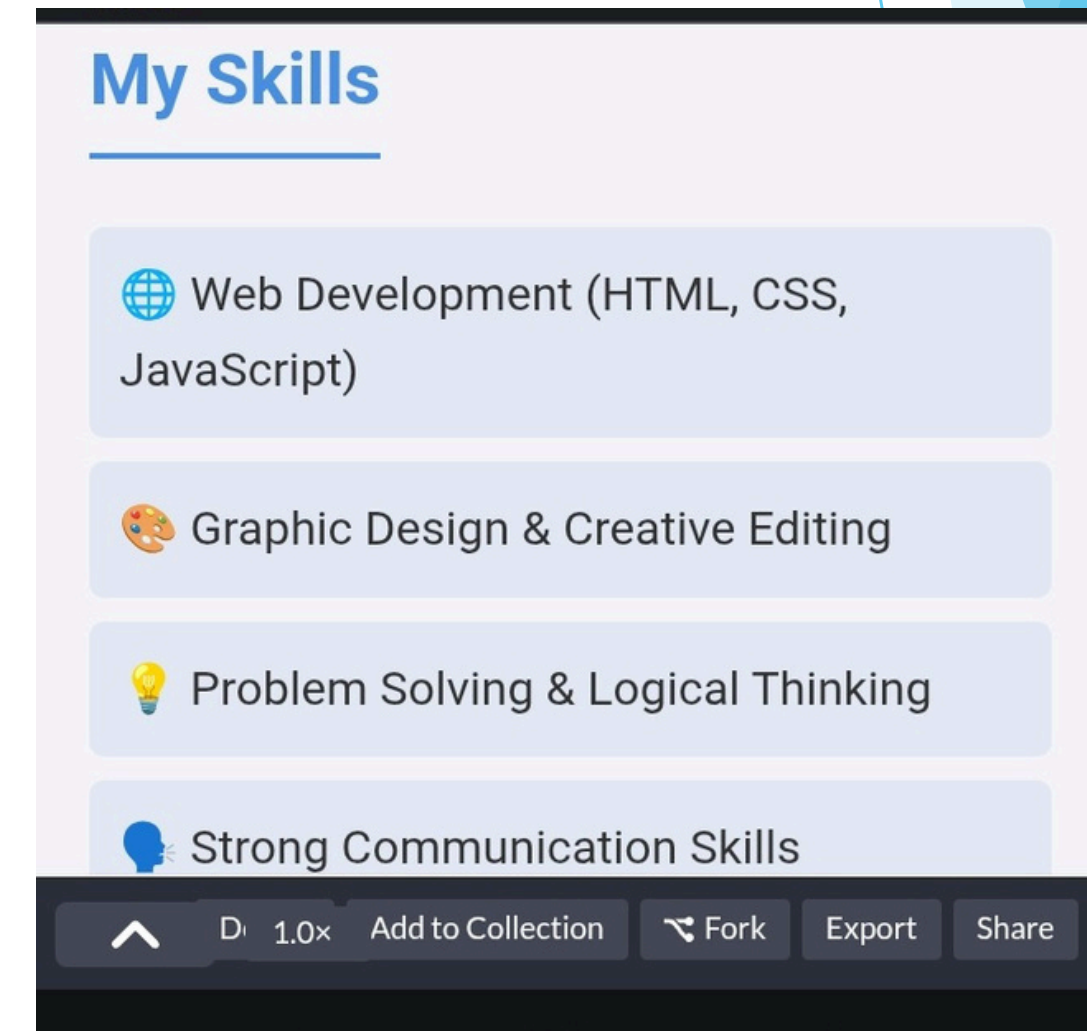 My Skills
🌐 Web Development (HTML, CSS,
JavaScript)
🎨 Graphic Design & Creative Editing
💡 Problem Solving & Logical Thinking
🗣️ Strong Communication Skills
1.0× Add to Collection Fork Export Share